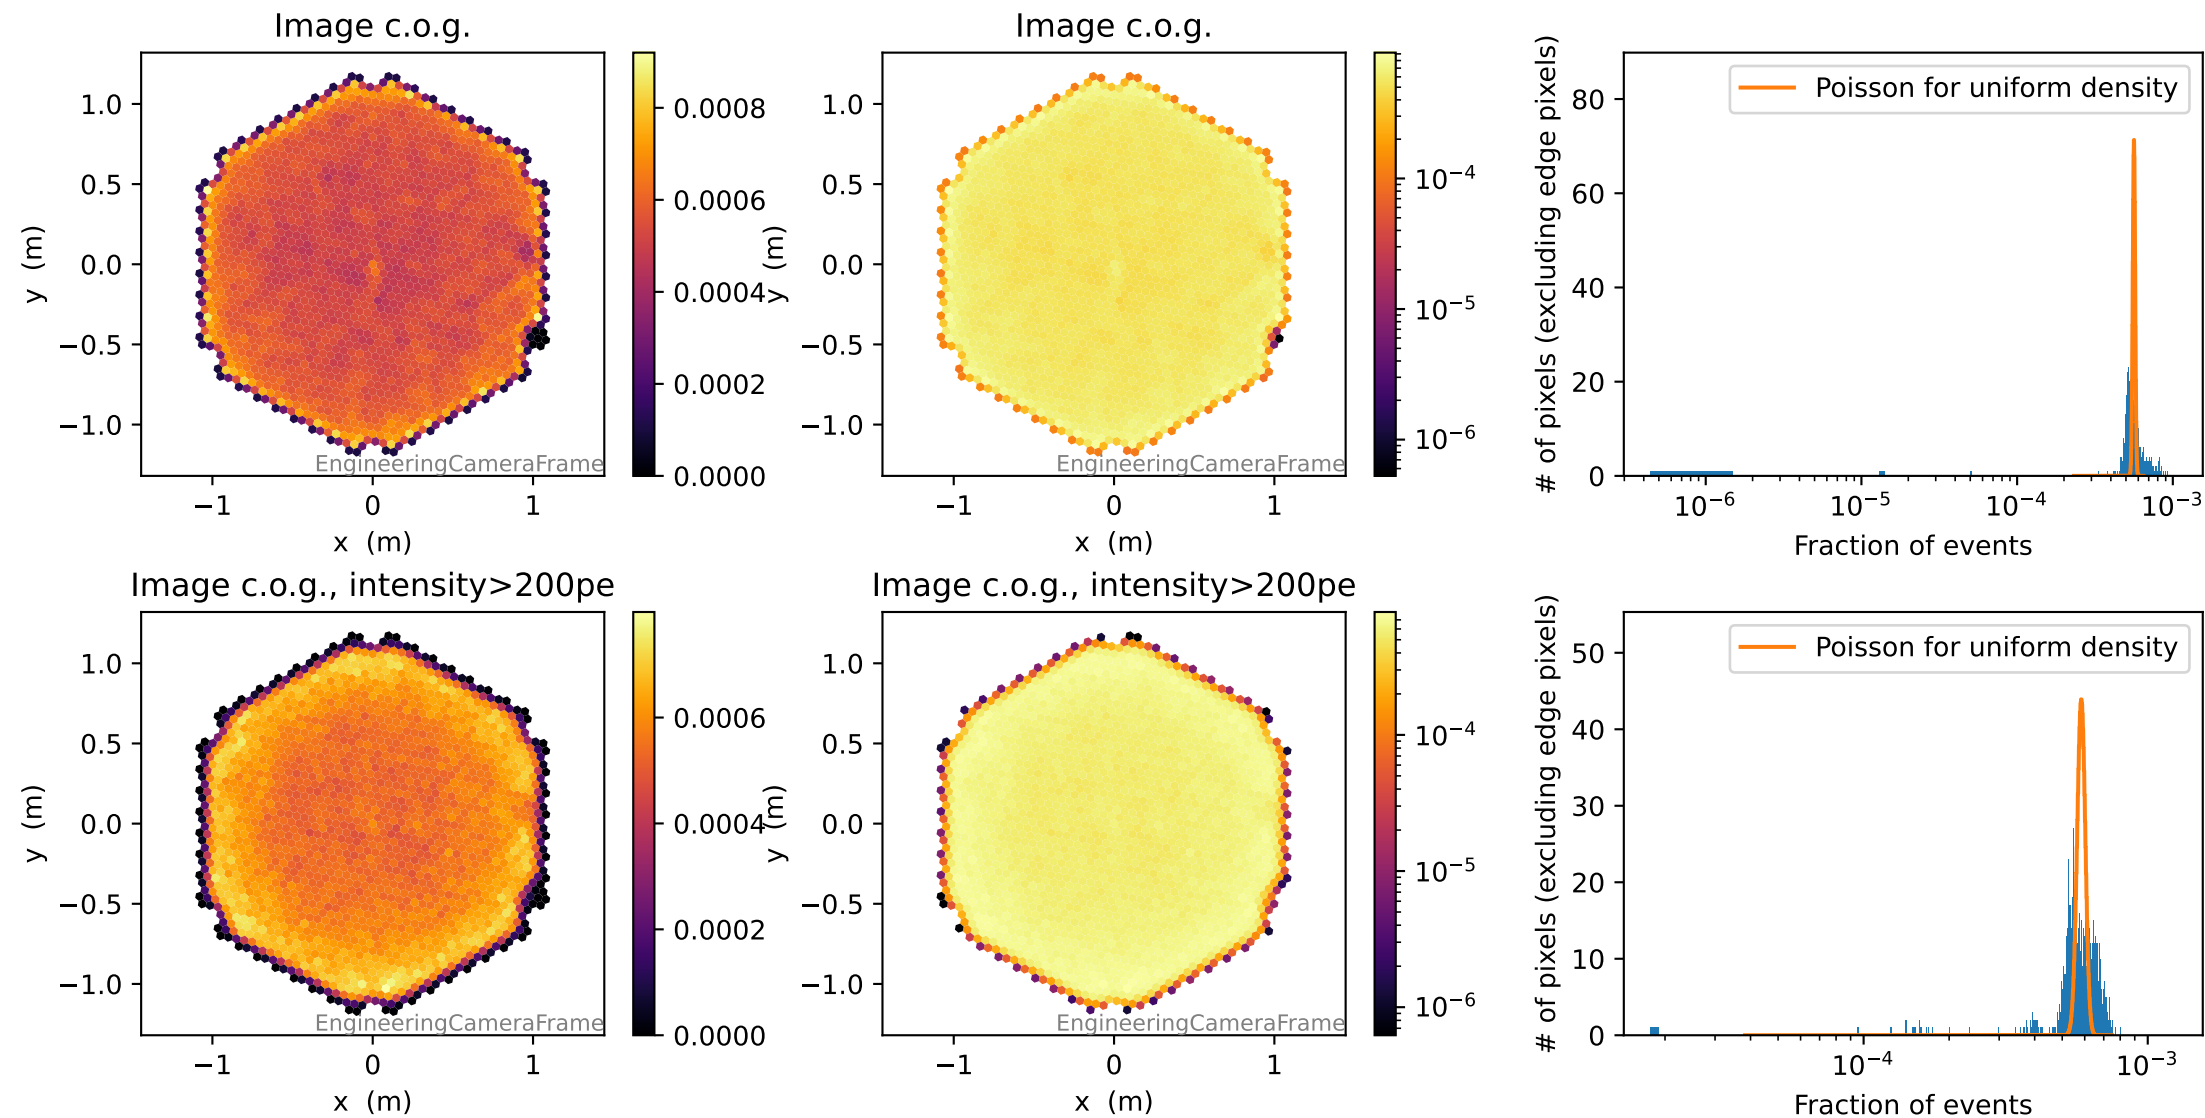 Image c.o.g.
y (m)
1.0
0.5
0.0
−0.5
−1.0
−1
0
1
x (m)
EngineeringCameraFrame
0.0008
0.0006
0.0004
0.0002
0.0000
Image c.o.g.
y (m)
1.0
0.5
0.0
−0.5
−1.0
−1
0
1
x (m)
EngineeringCameraFrame
10⁻⁴
10⁻⁵
10⁻⁶
# of pixels (excluding edge pixels)
80
60
40
20
0
Poisson for uniform density
10⁻⁶
10⁻⁵
10⁻⁴
10⁻³
Fraction of events
Image c.o.g., intensity>200pe
y (m)
1.0
0.5
0.0
−0.5
−1.0
−1
0
1
x (m)
EngineeringCameraFrame
0.0006
0.0004
0.0002
0.0000
Image c.o.g., intensity>200pe
y (m)
1.0
0.5
0.0
−0.5
−1.0
−1
0
1
x (m)
EngineeringCameraFrame
10⁻⁴
10⁻⁵
10⁻⁶
# of pixels (excluding edge pixels)
50
40
30
20
10
0
Poisson for uniform density
10⁻⁴
10⁻³
Fraction of events